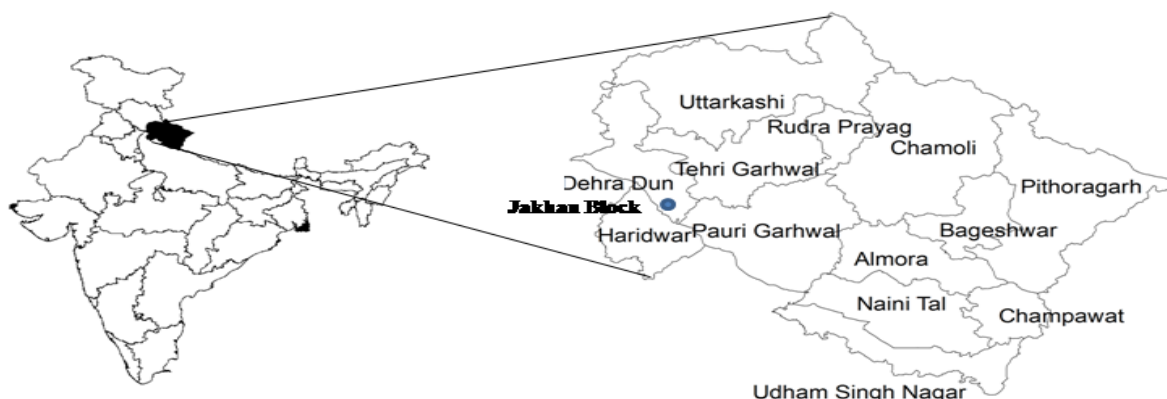 Uttarkashi
Rudra Prayag
Chamoli
Tehri Garhwal
Dehra Dun
Pithoragarh
Jakhan Block
Haridwar
Pauri Garhwal
Bageshwar
Almora
Naini Tal
Champawat
Udham Singh Nagar